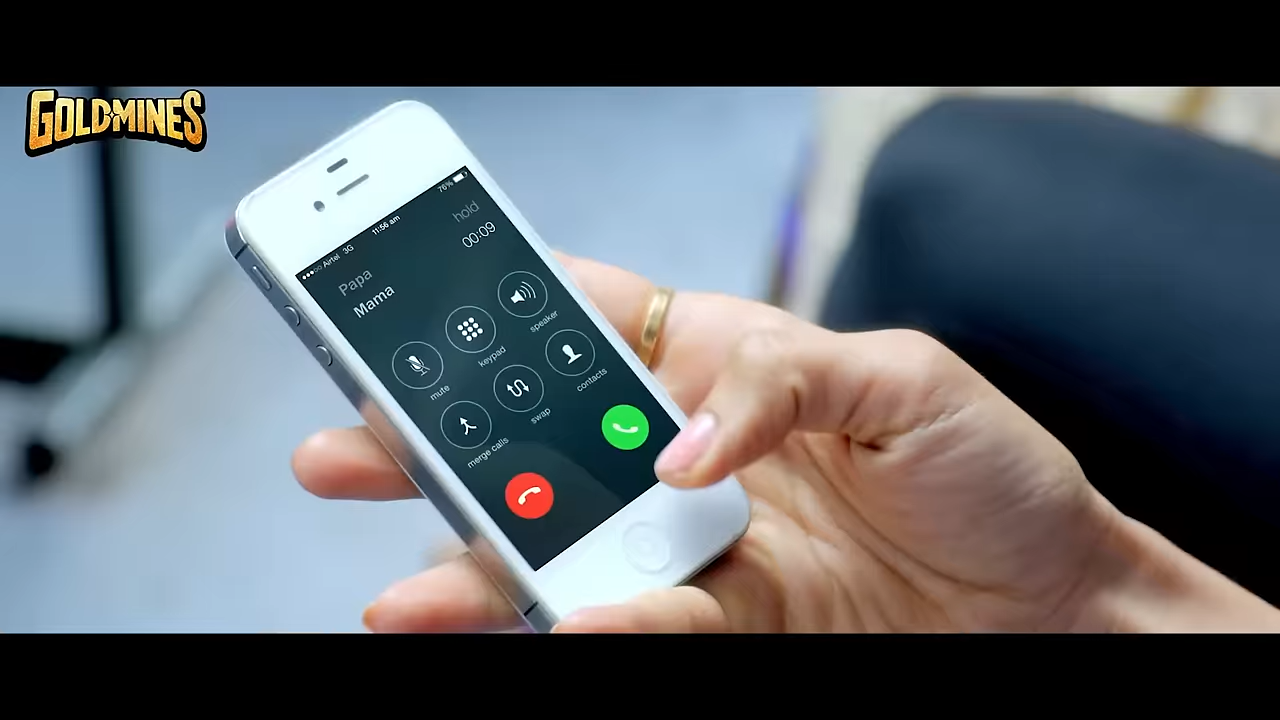 GOLDMINES
Airtel 3G 11:56 am 76%
Papa hold
Mama 00:09
mute keypad speaker
merge calls swap contacts